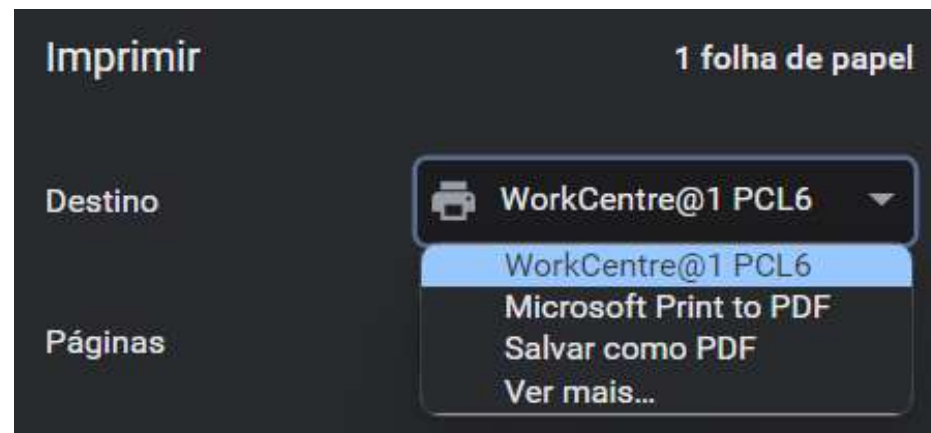 Imprimir
1 folha de papel
Destino
WorkCentre@1 PCL6
WorkCentre@1 PCL6
Microsoft Print to PDF
Salvar como PDF
Ver mais...
Páginas